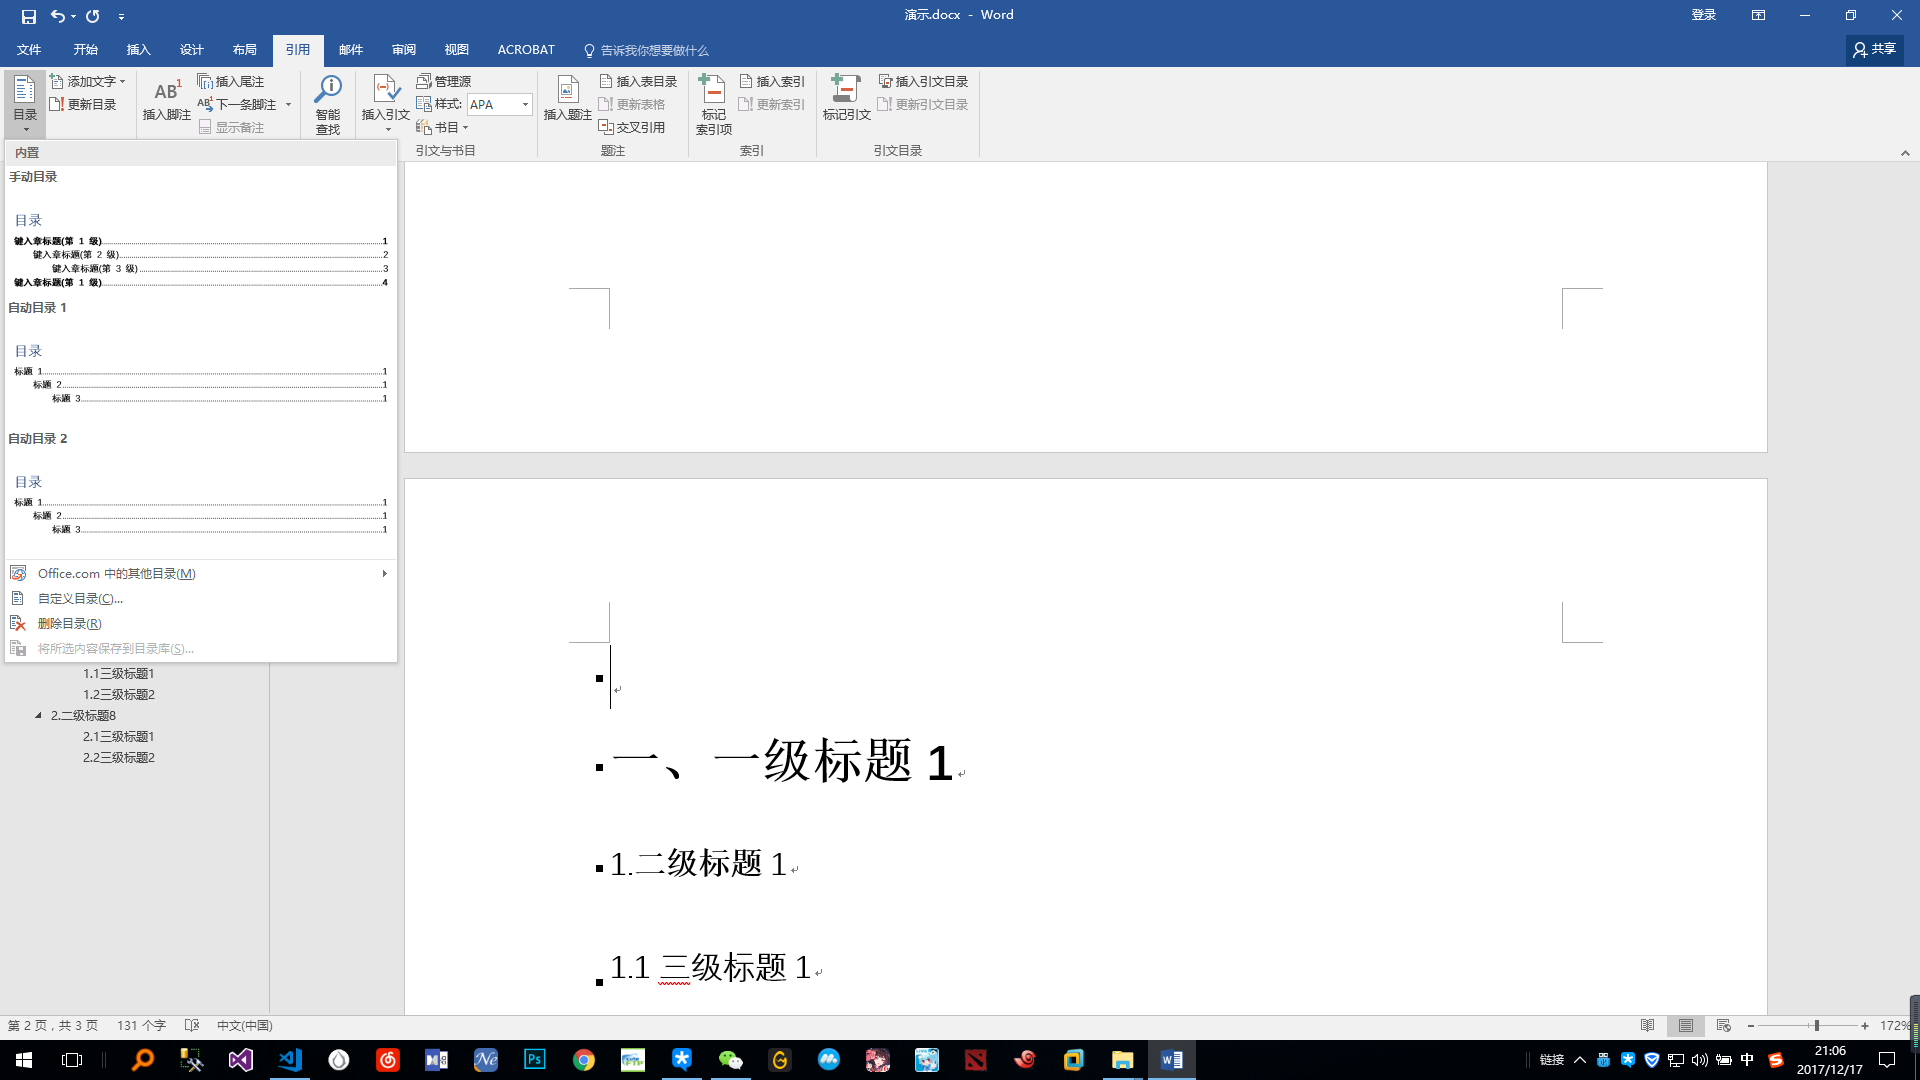 演示.docx - Word
登录
文件 开始 插入 设计 布局 引用 邮件 审阅 视图 ACROBAT 告诉我你想要做什么
共享
目录
添加文字
更新目录
AB1
插入脚注
插入尾注
下一条脚注
显示备注
智能
查找
插入引文
管理源
样式: APA
书目
引文与书目
插入题注
插入表目录
更新表格
交叉引用
题注
标记
索引项
插入索引
更新索引
索引
标记引文
插入引文目录
更新引文目录
引文目录
内置
手动目录
目录
键入章标题(第 1 级)1
键入章标题(第 2 级)2
键入章标题(第 3 级)3
键入章标题(第 1 级)4
自动目录 1
目录
标题 11
标题 21
标题 31
自动目录 2
目录
标题 11
标题 21
标题 31
Office.com 中的其他目录(M)
自定义目录(C)...
删除目录(R)
将所选内容保存到目录库(S)...
1.1三级标题1
1.2三级标题2
2.二级标题8
2.1三级标题1
2.2三级标题2
一、一级标题 1
1.二级标题 1
1.1 三级标题 1
第 2 页，共 3 页 131 个字 中文(中国)
172%
链接
中
21:06
2017/12/17